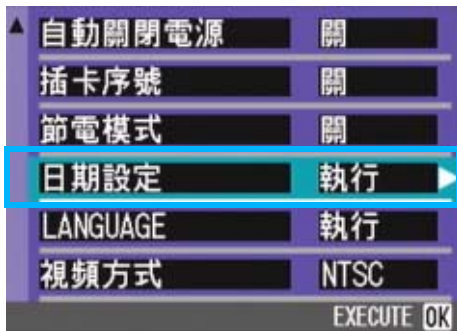 自動關閉電源 關
插卡序號 關
節電模式 關
日期設定 執行
LANGUAGE 執行
視頻方式 NTSC
EXECUTE OK